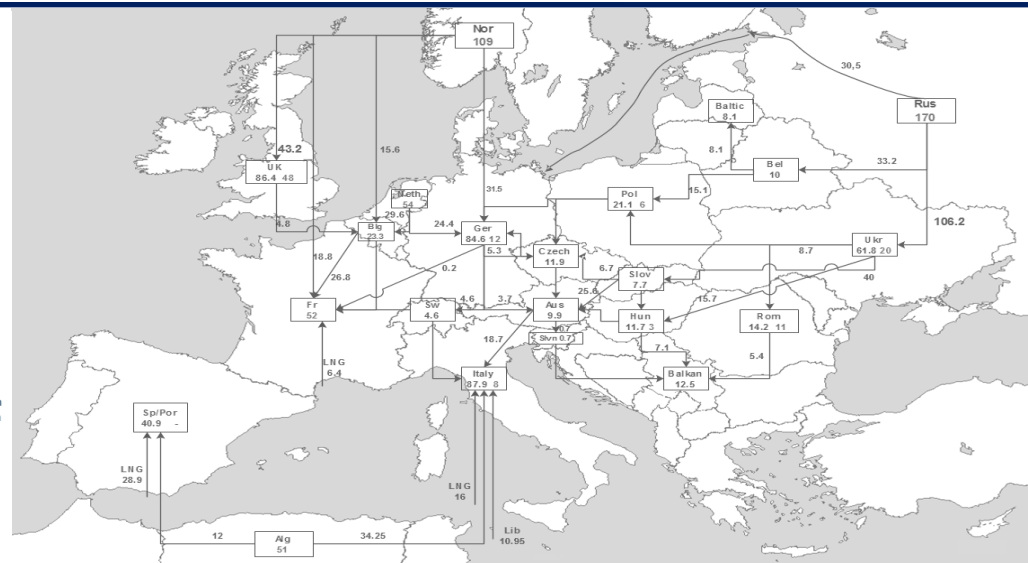 Nor
109
30,5
Rus
170
Baltic
8.1
43.2
15.6
8.1
33.2
Bel
10
UK
86.4 48
Neth
54
31.5
Pol
21.1 6
15.1
4.8
29.6
24.4
Blg
23.3
Ger
84.6 12
106.2
Ukr
61.8 20
8.7
5.3
Czech
11.9
18.8
0.2
6.7
Slov
7.7
26.8
40
25.6
15.7
Fr
52
Sw
4.6
4.6
3.7
Aus
9.9
Hun
11.7 3
Rom
14.2 11
0.7
Slvn 0.7
18.7
7.1
5.4
LNG
6.4
Italy
87.9 8
Balkan
12.5
Sp/Por
40.9 -
LNG
28.9
LNG
16
Lib
10.95
12
Alg
51
34.25